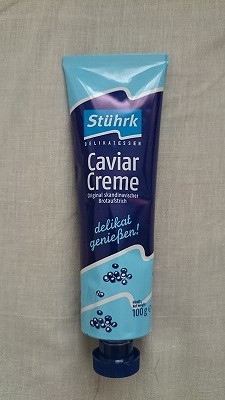 Stührk
DELIKATESSEN
Caviar
Creme
Original skandinavischer
Brotaufstrich
delikat
genießen!
100g e